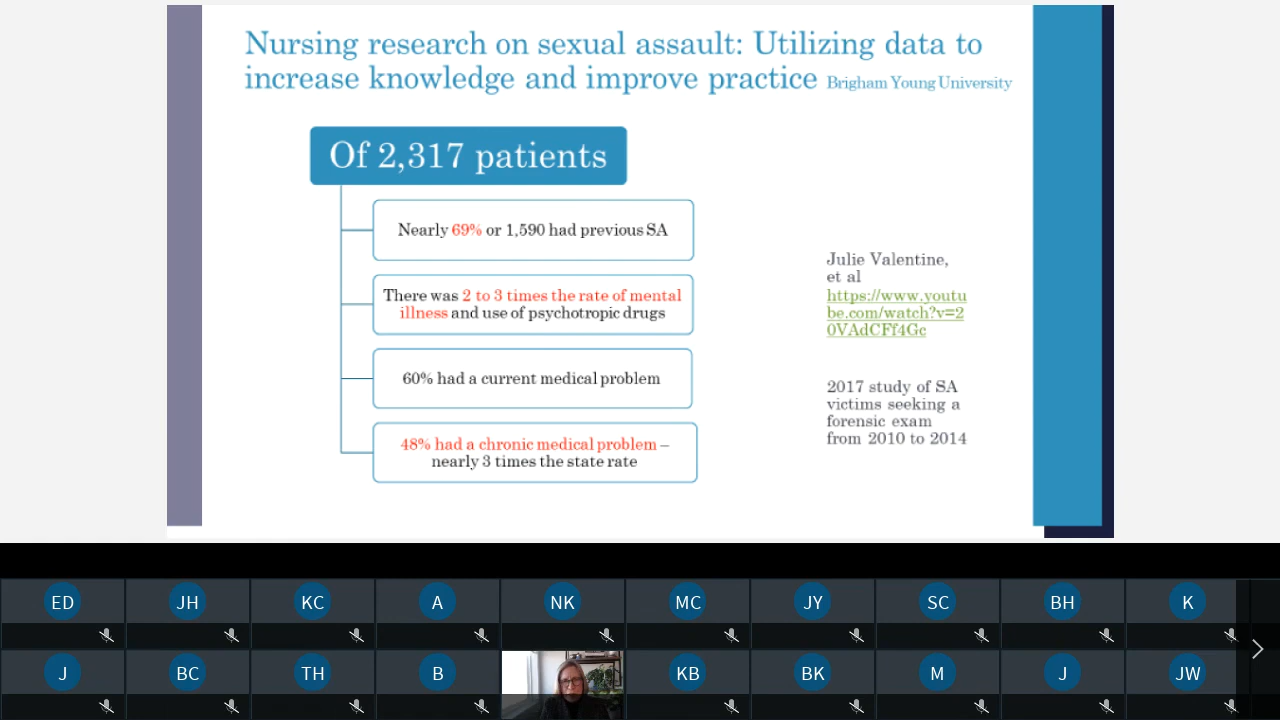 Nursing research on sexual assault: Utilizing data to
increase knowledge and improve practice Brigham Young University
Of 2,317 patients
Nearly 69% or 1,590 had previous SA
There was 2 to 3 times the rate of mental
illness and use of psychotropic drugs
60% had a current medical problem
48% had a chronic medical problem –
nearly 3 times the state rate
Julie Valentine,
et al
https://www.youtu
be.com/watch?v=2
0VAdCFf4Gc
2017 study of SA
victims seeking a
forensic exam
from 2010 to 2014
ED JH KC A NK MC JY SC BH K
J BC TH B KB BK M J JW